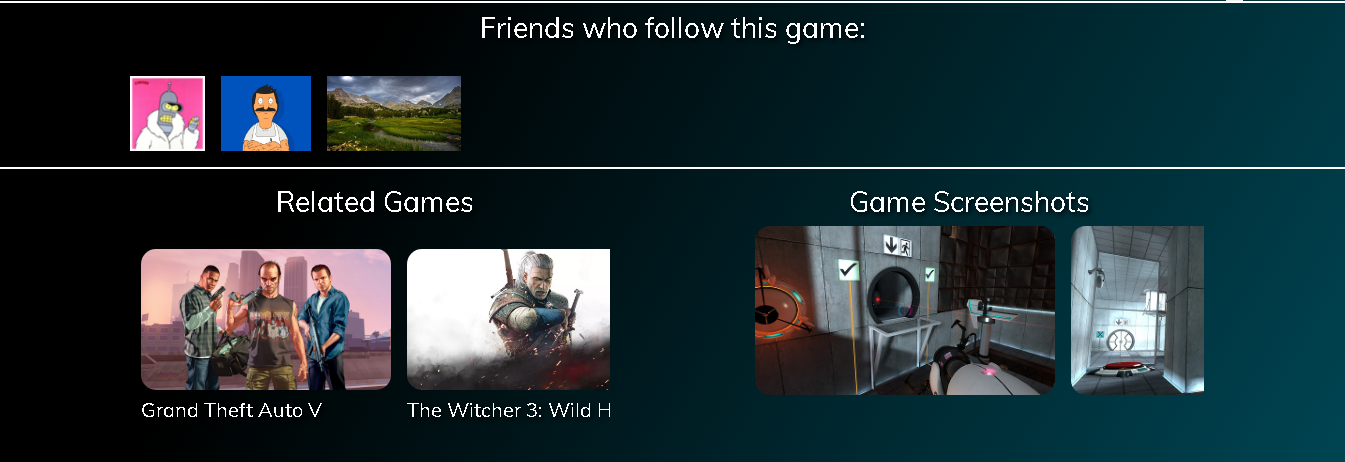 Friends who follow this game:
Related Games
Game Screenshots
Grand Theft Auto V
The Witcher 3: Wild H